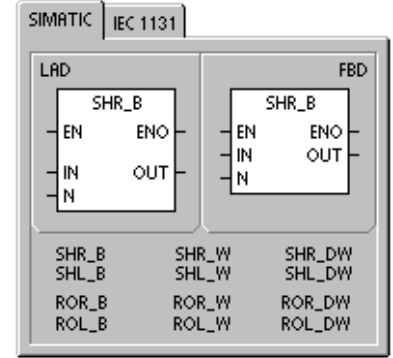 SIMATIC IEC 1131
LAD FBD
SHR_B SHR_B
EN ENO EN ENO
IN OUT
IN OUT N
N
SHR_B SHR_W SHR_DW
SHL_B SHL_W SHL_DW
ROR_B ROR_W ROR_DW
ROL_B ROL_W ROL_DW